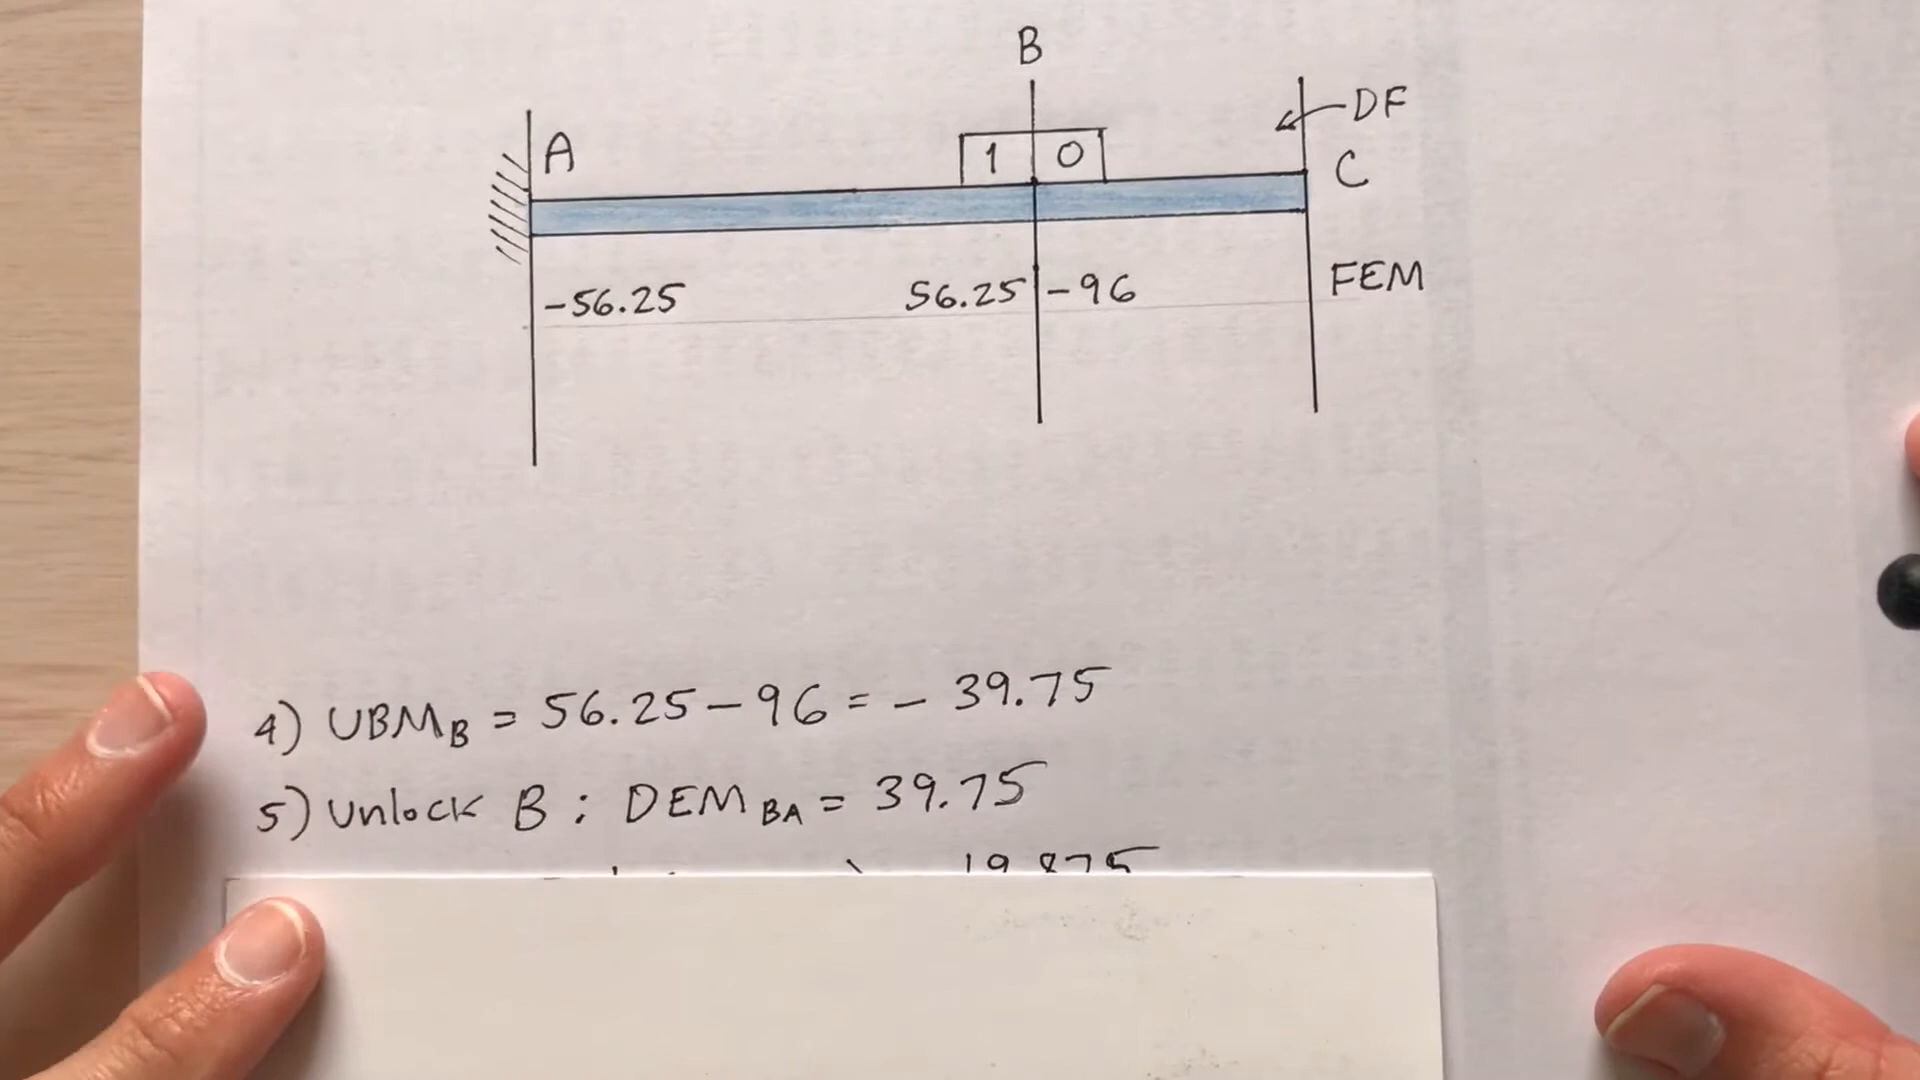 B
DF
A
1 0
C
-56.25 56.25 -96 FEM
4) UBM_B = 56.25 - 96 = - 39.75
5) Unlock B : DEM_BA = 39.75